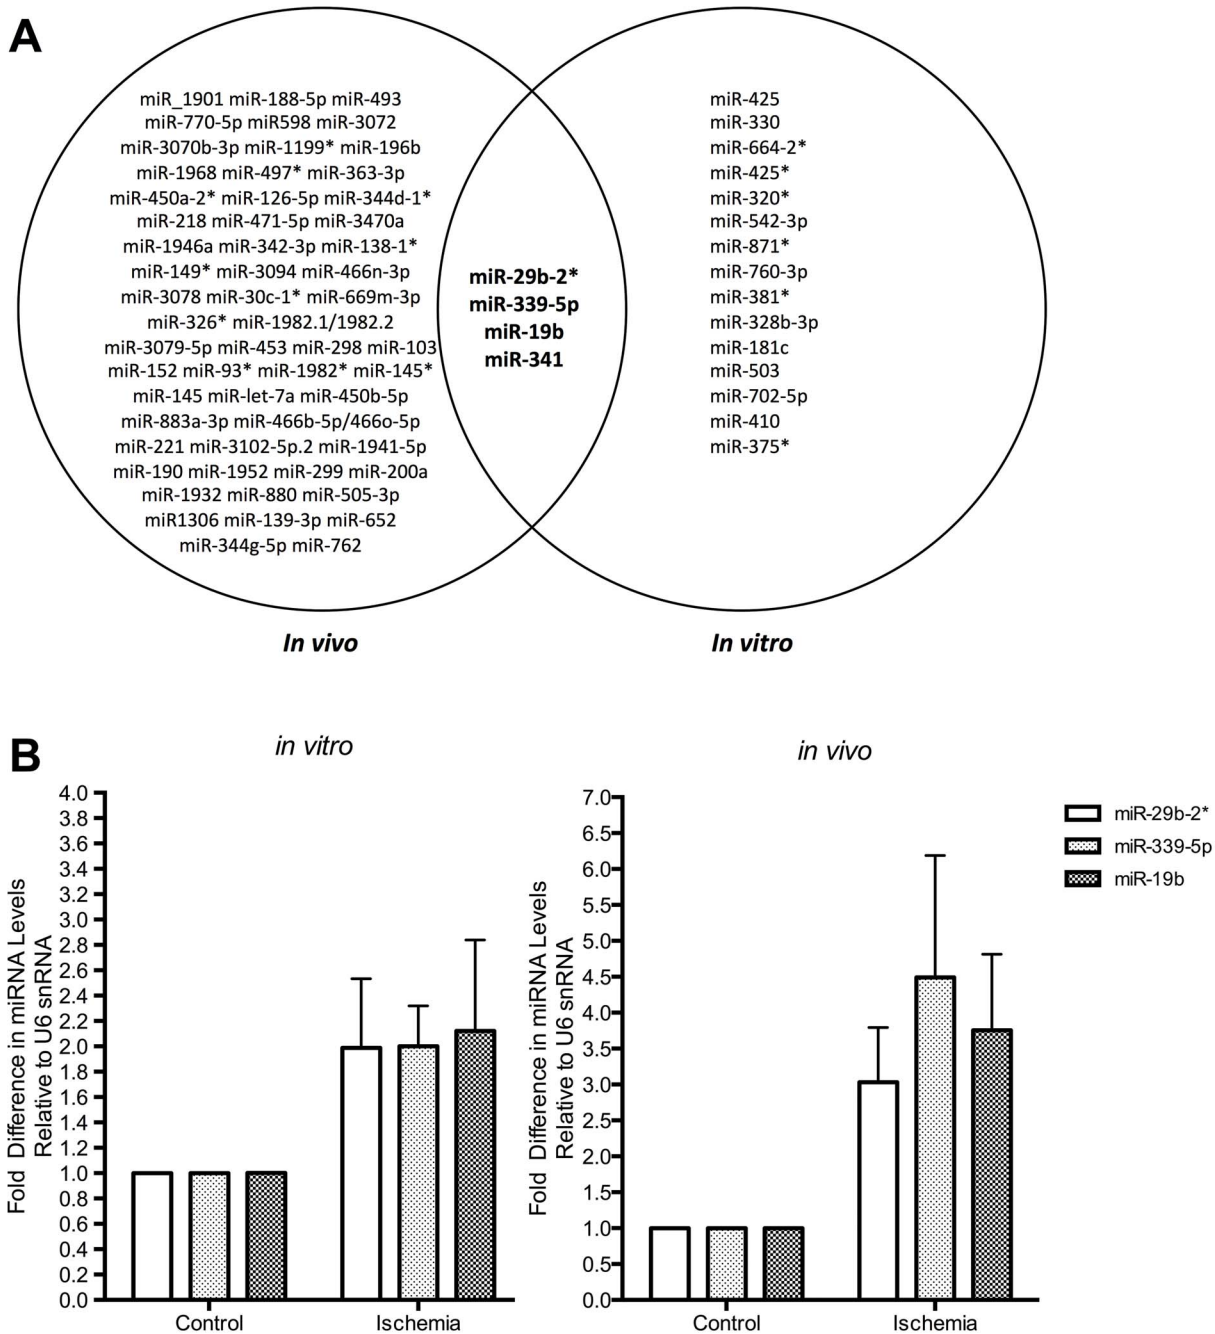 A
miR_1901 miR-188-5p miR-493
miR-770-5p miR598 miR-3072
miR-3070b-3p miR-1199* miR-196b
miR-1968 miR-497* miR-363-3p
miR-450a-2* miR-126-5p miR-344d-1*
miR-218 miR-471-5p miR-3470a
miR-1946a miR-342-3p miR-138-1*
miR-149* miR-3094 miR-466n-3p
miR-3078 miR-30c-1* miR-669m-3p
miR-326* miR-1982.1/1982.2
miR-3079-5p miR-453 miR-298 miR-103
miR-152 miR-93* miR-1982* miR-145*
miR-145 miR-let-7a miR-450b-5p
miR-883a-3p miR-466b-5p/466o-5p
miR-221 miR-3102-5p.2 miR-1941-5p
miR-190 miR-1952 miR-299 miR-200a
miR-1932 miR-880 miR-505-3p
miR1306 miR-139-3p miR-652
miR-344g-5p miR-762
miR-29b-2*
miR-339-5p
miR-19b
miR-341
miR-425
miR-330
miR-664-2*
miR-425*
miR-320*
miR-542-3p
miR-871*
miR-760-3p
miR-381*
miR-328b-3p
miR-181c
miR-503
miR-702-5p
miR-410
miR-375*
In vivo
In vitro
B
in vitro
Fold Difference in miRNA Levels
Relative to U6 snRNA
4.0
3.8
3.6
3.4
3.2
3.0
2.8
2.6
2.4
2.2
2.0
1.8
1.6
1.4
1.2
1.0
0.8
0.6
0.4
0.2
0.0
Control
Ischemia
in vivo
Fold Difference in miRNA Levels
Relative to U6 snRNA
7.0
6.5
6.0
5.5
5.0
4.5
4.0
3.5
3.0
2.5
2.0
1.5
1.0
0.5
0.0
Control
Ischemia
miR-29b-2*
miR-339-5p
miR-19b